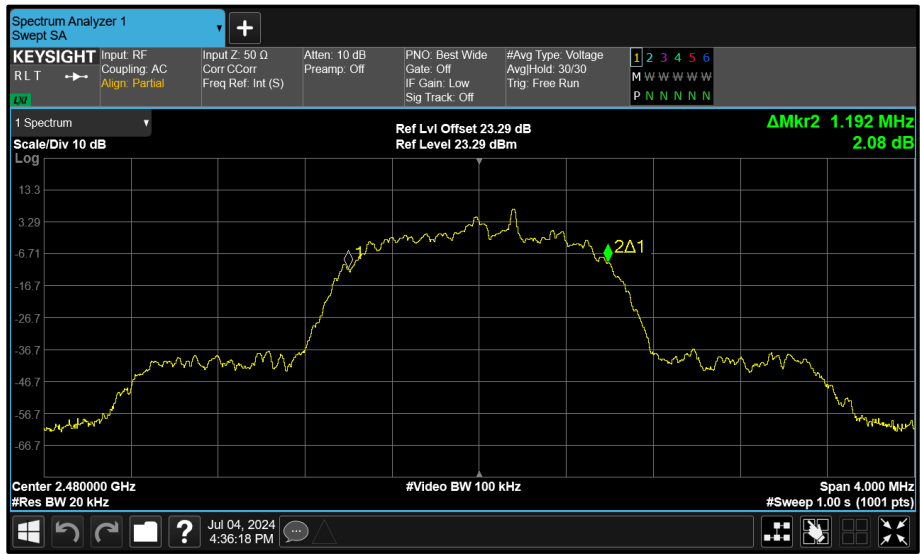 Spectrum Analyzer 1
Swept SA
+
KEYSIGHT
R L T
LXI
Input: RF
Coupling: AC
Align: Partial
Input Z: 50 Ω
Corr CCorr
Freq Ref: Int (S)
Atten: 10 dB
Preamp: Off
PNO: Best Wide
Gate: Off
IF Gain: Low
Sig Track: Off
#Avg Type: Voltage
Avg|Hold: 30/30
Trig: Free Run
1 2 3 4 5 6
M W W W W W
P N N N N N
1 Spectrum
Scale/Div 10 dB
Log
Ref Lvl Offset 23.29 dB
Ref Level 23.29 dBm
ΔMkr2 1.192 MHz
2.08 dB
13.3
3.29
-6.71
-16.7
-26.7
-36.7
-46.7
-56.7
-66.7
1
2Δ1
Center 2.480000 GHz
#Res BW 20 kHz
#Video BW 100 kHz
Span 4.000 MHz
#Sweep 1.00 s (1001 pts)
?
Jul 04, 2024
4:36:18 PM